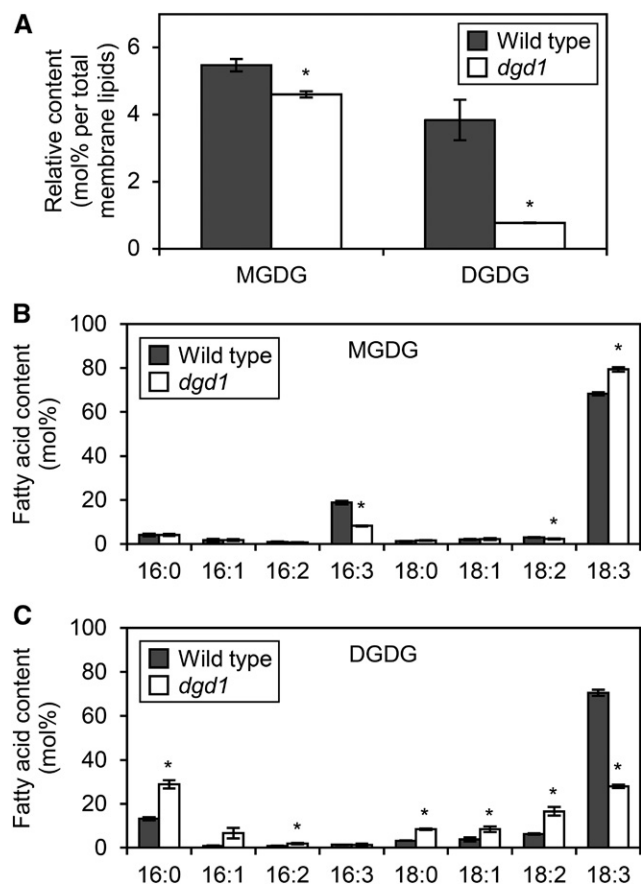 A
Relative content
(mol% per total
membrane lipids)
6
4
2
0
Wild type
dgd1
*
*
MGDG DGDG
B
Fatty acid content
(mol%)
100
80
60
40
20
0
Wild type
dgd1
MGDG
*
*
*
16:0 16:1 16:2 16:3 18:0 18:1 18:2 18:3
C
Fatty acid content
(mol%)
100
80
60
40
20
0
Wild type
dgd1
DGDG
*
*
*
*
*
*
16:0 16:1 16:2 16:3 18:0 18:1 18:2 18:3